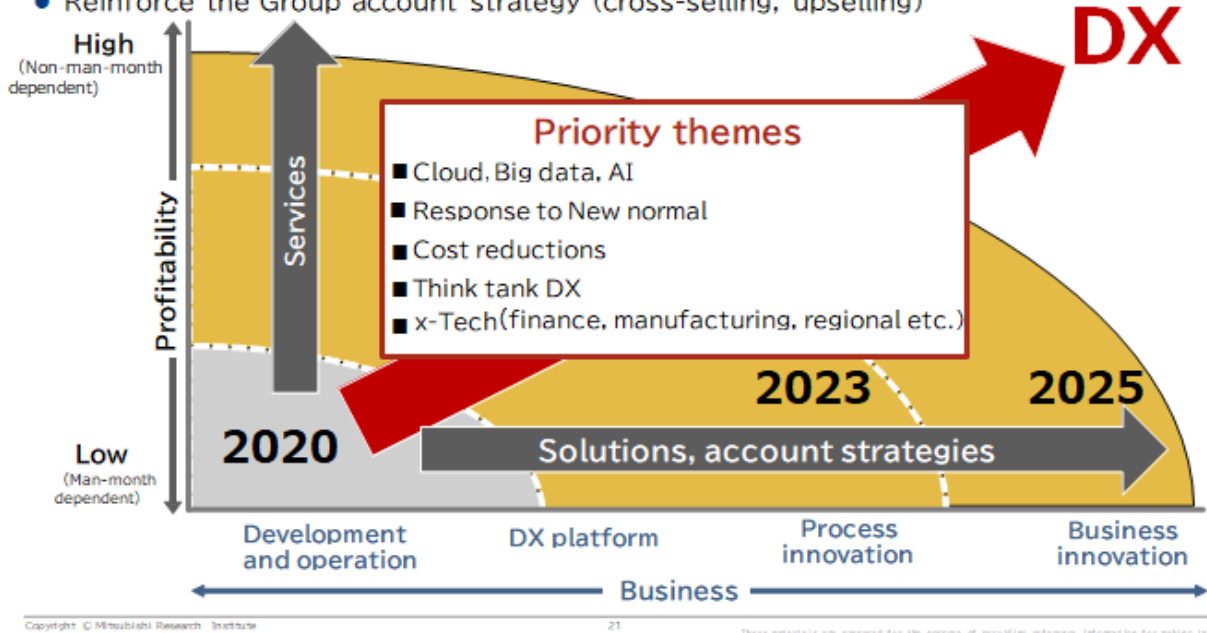 ● Reinforce the Group account strategy (cross-selling, upselling)
DX
High
(Non-man-month
dependent)
Priority themes
■ Cloud, Big data, AI
■ Response to New normal
■ Cost reductions
■ Think tank DX
■ x-Tech(finance, manufacturing, regional etc.)
Services
Profitability
2023
2025
2020
Solutions, account strategies
Low
(Man-month
dependent)
Development
and operation
DX platform
Process
innovation
Business
innovation
Business
Copyright © Mitsubishi Research Institute
21